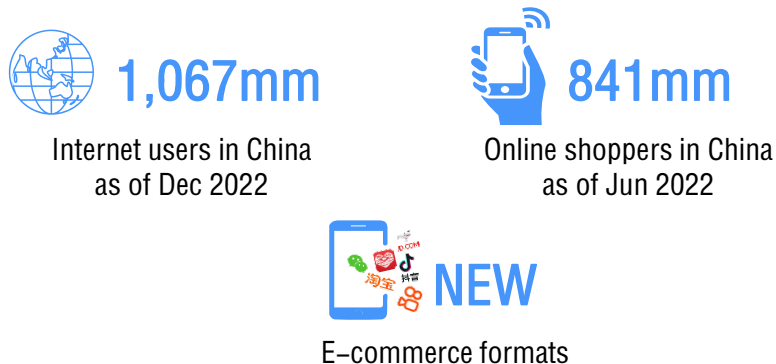 1,067mm
Internet users in China
as of Dec 2022
841mm
Online shoppers in China
as of Jun 2022
JD.COM
抖音
淘宝
NEW
E-commerce formats